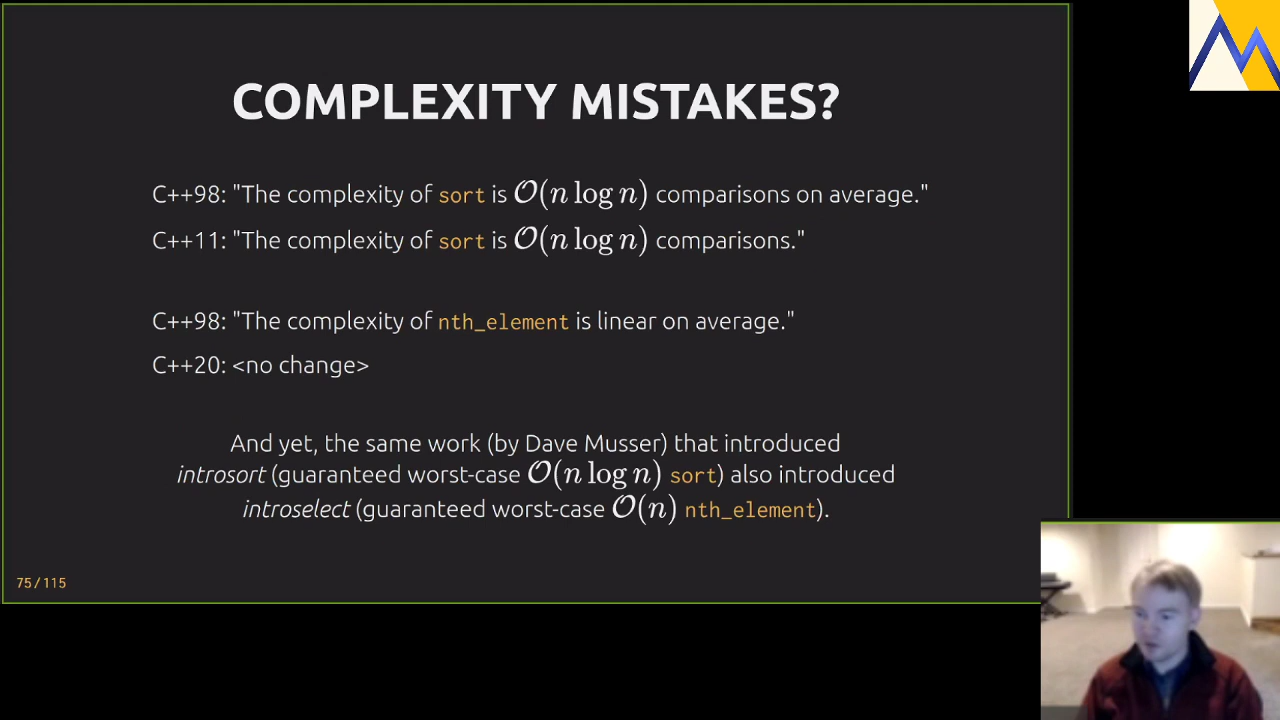 COMPLEXITY MISTAKES?
C++98: "The complexity of sort is 𝒪(n log n) comparisons on average."
C++11: "The complexity of sort is 𝒪(n log n) comparisons."
C++98: "The complexity of nth_element is linear on average."
C++20: <no change>
And yet, the same work (by Dave Musser) that introduced
introsort (guaranteed worst-case 𝒪(n log n) sort) also introduced
introselect (guaranteed worst-case 𝒪(n) nth_element).
75/115